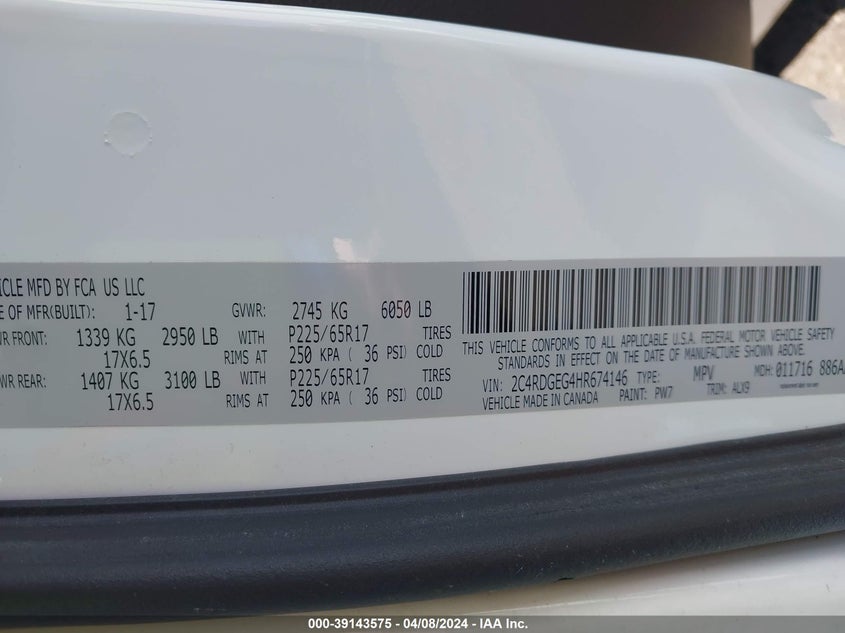 ICLE MFD BY FCA US LLC
E OF MFR(BUILT): 1-17 GVWR: 2745 KG 6050 LB
WR FRONT: 1339 KG 2950 LB WITH P225/65R17 TIRES
17X6.5 RIMS AT 250 KPA ( 36 PSI) COLD
WR REAR: 1407 KG 3100 LB WITH P225/65R17 TIRES
17X6.5 RIMS AT 250 KPA ( 36 PSI) COLD
THIS VEHICLE CONFORMS TO ALL APPLICABLE U.S.A. FEDERAL MOTOR VEHICLE SAFETY
STANDARDS IN EFFECT ON THE DATE OF MANUFACTURE SHOWN ABOVE.
VIN: 2C4RDGEG4HR674146 TYPE: MPV MDH: 011716 886A
VEHICLE MADE IN CANADA PAINT: PW7 TRIM: ALX9
000-39143575 - 04/08/2024 - IAA Inc.